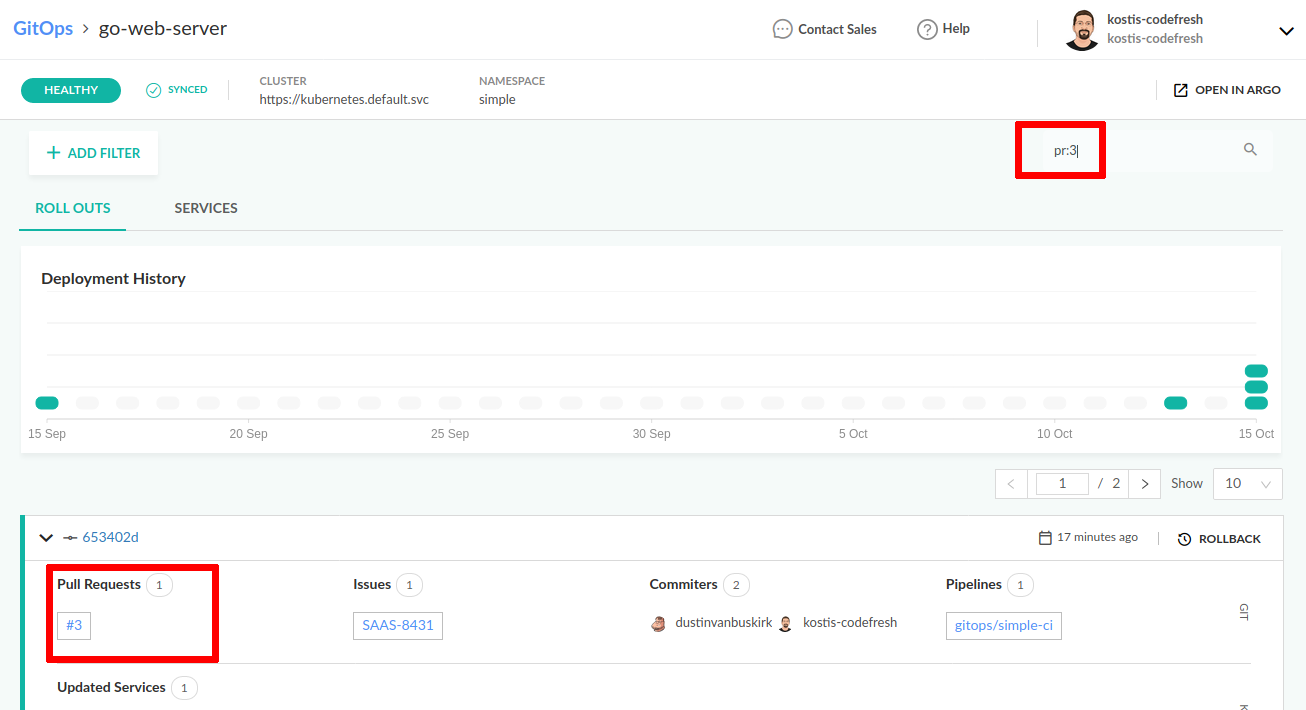 GitOps > go-web-server
Contact Sales
Help
kostis-codefresh
kostis-codefresh
HEALTHY
SYNCED
CLUSTER
https://kubernetes.default.svc
NAMESPACE
simple
OPEN IN ARGO
+ ADD FILTER
pr:3
ROLL OUTS
SERVICES
Deployment History
15 Sep
20 Sep
25 Sep
30 Sep
5 Oct
10 Oct
15 Oct
< 1 / 2 >
Show
10
653402d
17 minutes ago
ROLLBACK
Pull Requests 1
#3
Issues 1
SAAS-8431
Commiters 2
dustinvanbuskirk
kostis-codefresh
Pipelines 1
gitops/simple-ci
GIT
Updated Services 1